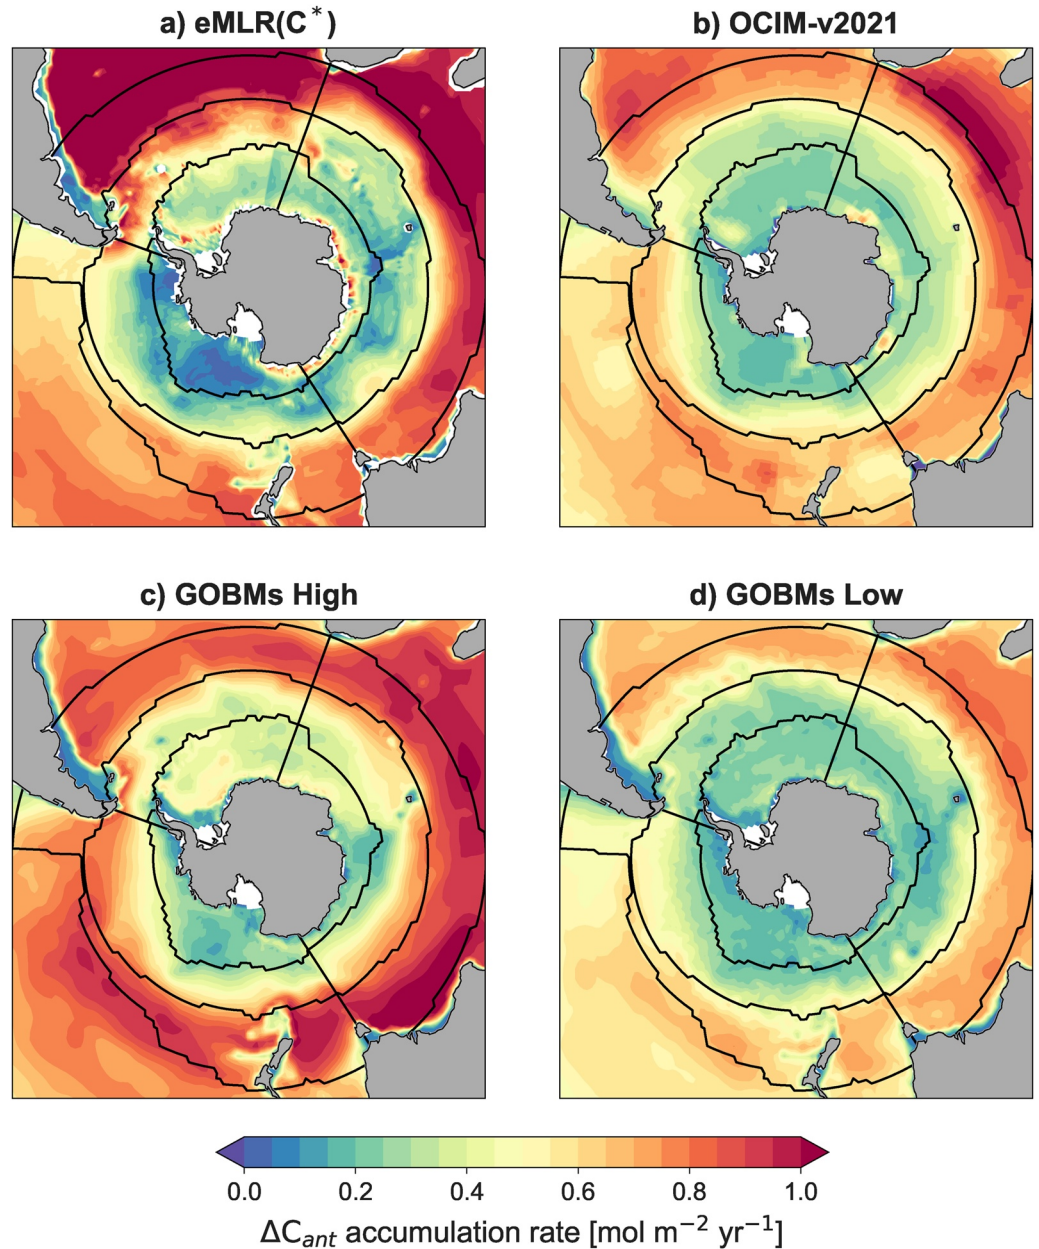 a) eMLR(C*)
b) OCIM-v2021
c) GOBMs High
d) GOBMs Low
0.0 0.2 0.4 0.6 0.8 1.0
ΔC_ant accumulation rate [mol m⁻² yr⁻¹]